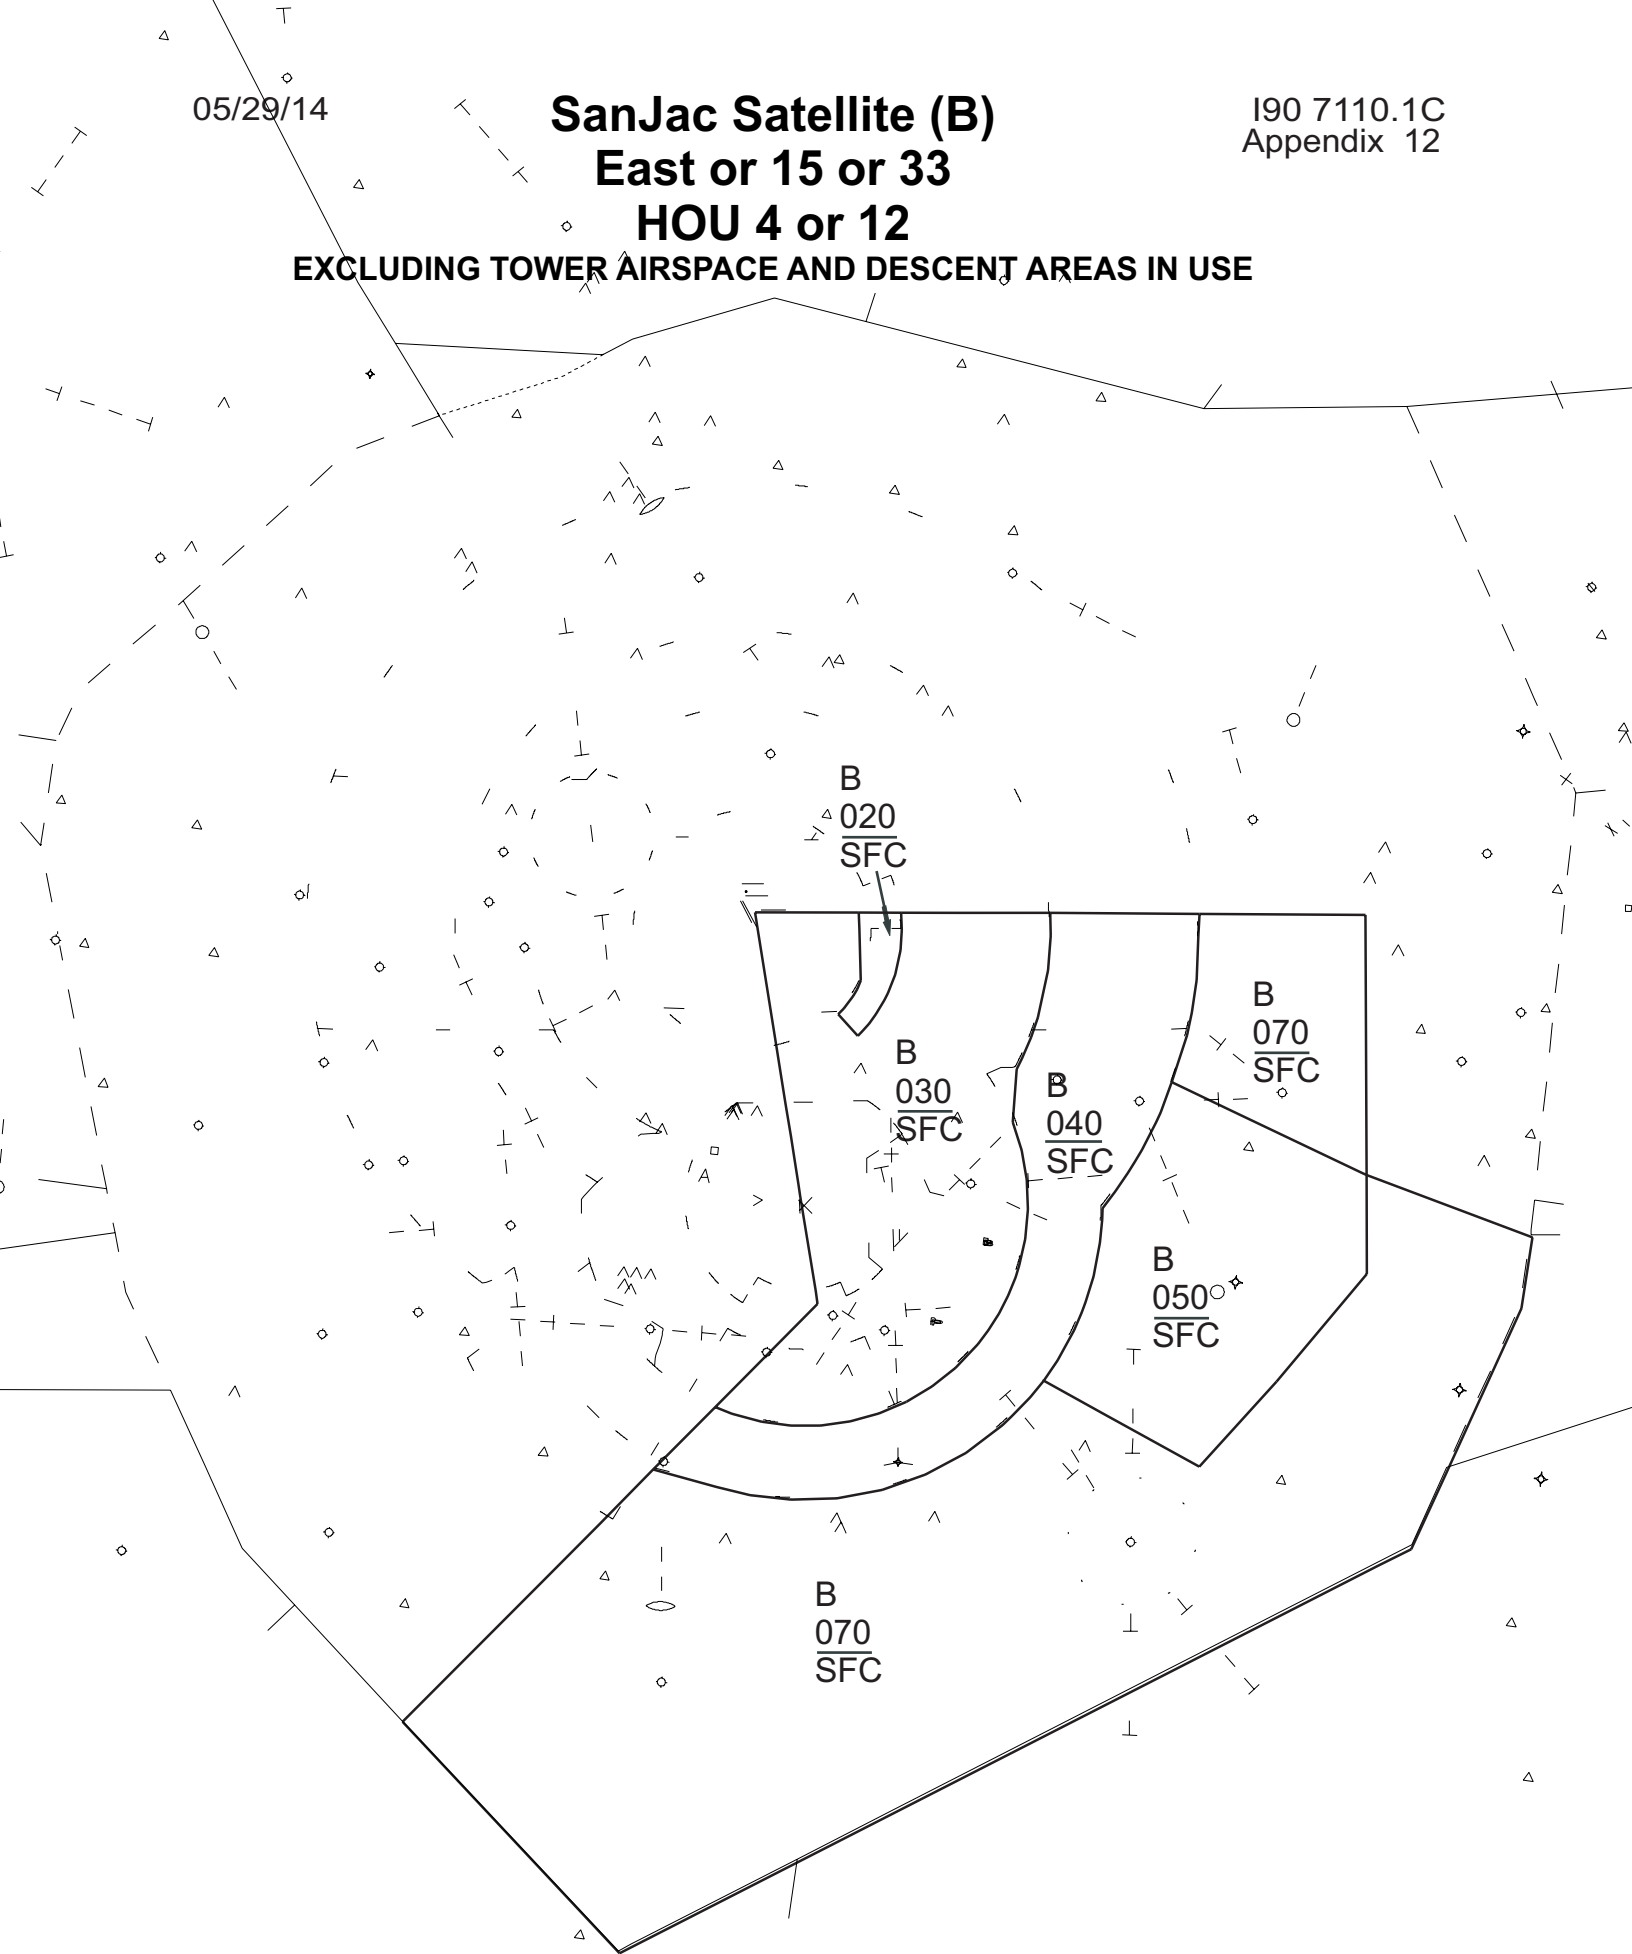 05/29/14
SanJac Satellite (B)
East or 15 or 33
HOU 4 or 12
EXCLUDING TOWER AIRSPACE AND DESCENT AREAS IN USE
I90 7110.1C
Appendix 12
B
020
SFC
B
030
SFC
B
040
SFC
B
070
SFC
B
050
SFC
B
070
SFC